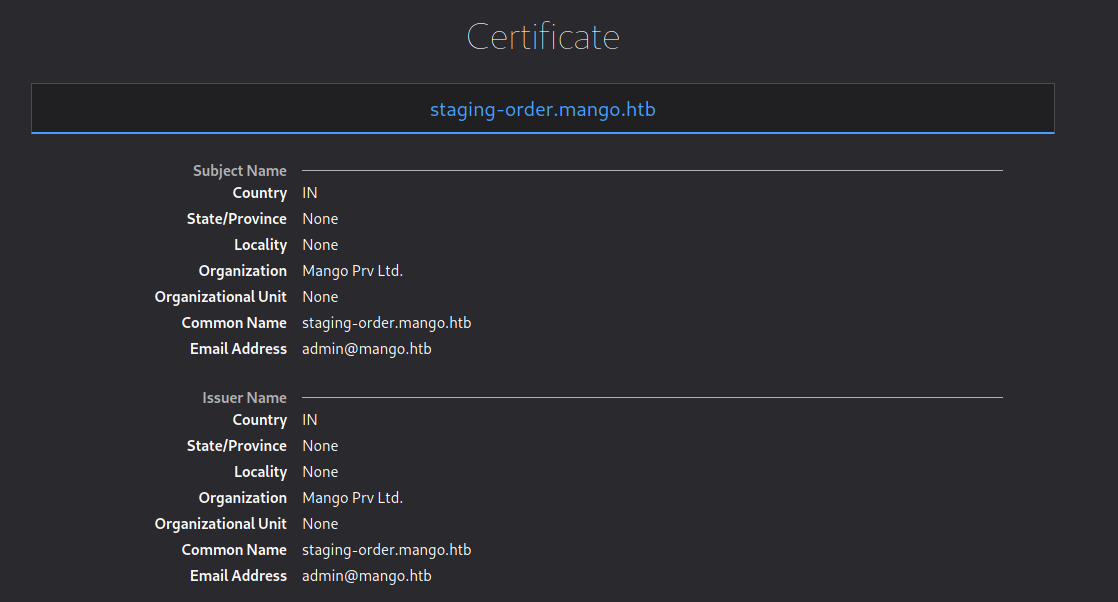 Certificate
staging-order.mango.htb
Subject Name
Country IN
State/Province None
Locality None
Organization Mango Prv Ltd.
Organizational Unit None
Common Name staging-order.mango.htb
Email Address admin@mango.htb
Issuer Name
Country IN
State/Province None
Locality None
Organization Mango Prv Ltd.
Organizational Unit None
Common Name staging-order.mango.htb
Email Address admin@mango.htb